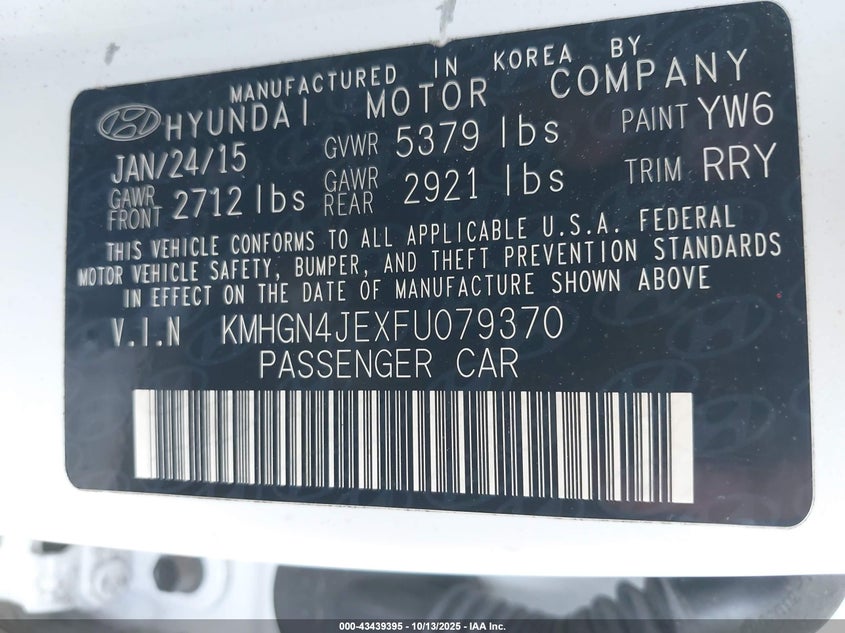 MANUFACTURED IN KOREA BY
HYUNDAI MOTOR COMPANY
JAN/24/15 GVWR 5379 lbs PAINT YW6
GAWR FRONT 2712 lbs GAWR REAR 2921 lbs TRIM RRY
THIS VEHICLE CONFORMS TO ALL APPLICABLE U.S.A. FEDERAL
MOTOR VEHICLE SAFETY, BUMPER, AND THEFT PREVENTION STANDARDS
IN EFFECT ON THE DATE OF MANUFACTURE SHOWN ABOVE
V.I.N KMHGN4JEXFU079370
PASSENGER CAR
000-43439395 - 10/13/2025 - IAA Inc.